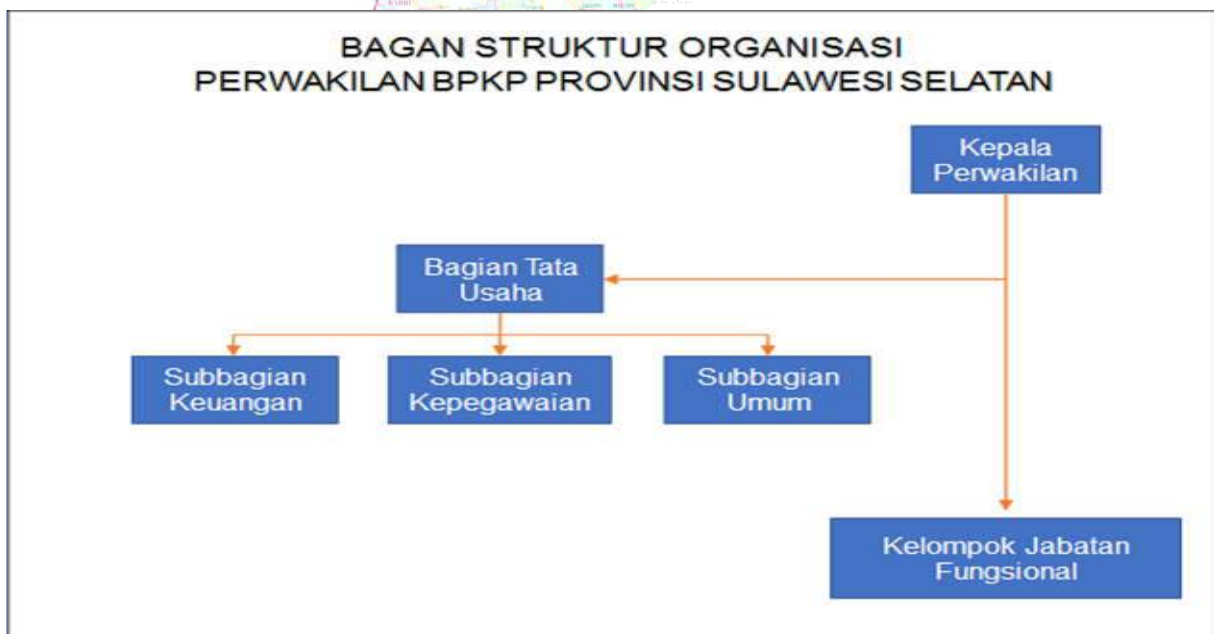 BAGAN STRUKTUR ORGANISASI
PERWAKILAN BPKP PROVINSI SULAWESI SELATAN
Kepala
Perwakilan
Bagian Tata
Usaha
Subbagian
Keuangan
Subbagian
Kepegawaian
Subbagian
Umum
Kelompok Jabatan
Fungsional